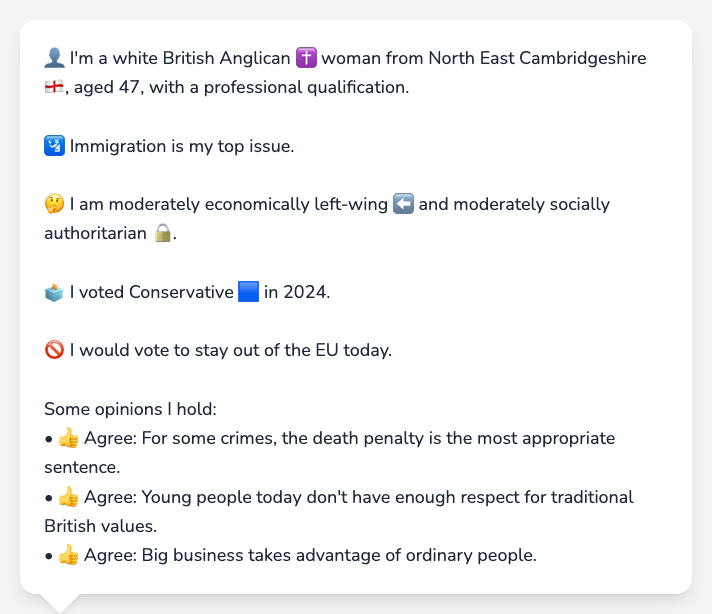 👤 I'm a white British Anglican ✝️ woman from North East Cambridgeshire
🏴󠁧󠁢󠁥󠁮󠁧󠁿, aged 47, with a professional qualification.
🛂 Immigration is my top issue.
🤔 I am moderately economically left-wing ⬅️ and moderately socially
authoritarian 🔒.
🗳️ I voted Conservative 🟦 in 2024.
🚫 I would vote to stay out of the EU today.
Some opinions I hold:
• 👍 Agree: For some crimes, the death penalty is the most appropriate
sentence.
• 👍 Agree: Young people today don't have enough respect for traditional
British values.
• 👍 Agree: Big business takes advantage of ordinary people.